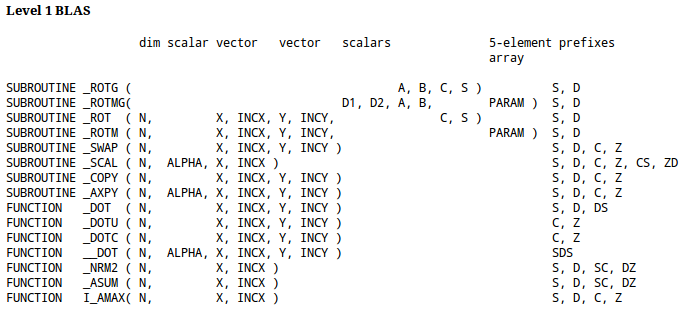 Level 1 BLAS
dim scalar vector   vector   scalars              5-element prefixes
                                                  array
SUBROUTINE _ROTG (                                      A, B, C, S )          S, D
SUBROUTINE _ROTMG(                              D1, D2, A, B,        PARAM )  S, D
SUBROUTINE _ROT  ( N,         X, INCX, Y, INCY,               C, S )          S, D
SUBROUTINE _ROTM ( N,         X, INCX, Y, INCY,                      PARAM )  S, D
SUBROUTINE _SWAP ( N,         X, INCX, Y, INCY )                              S, D, C, Z
SUBROUTINE _SCAL ( N,  ALPHA, X, INCX )                                       S, D, C, Z, CS, ZD
SUBROUTINE _COPY ( N,         X, INCX, Y, INCY )                              S, D, C, Z
SUBROUTINE _AXPY ( N,  ALPHA, X, INCX, Y, INCY )                              S, D, C, Z
FUNCTION   _DOT  ( N,         X, INCX, Y, INCY )                              S, D, DS
FUNCTION   _DOTU ( N,         X, INCX, Y, INCY )                              C, Z
FUNCTION   _DOTC ( N,         X, INCX, Y, INCY )                              C, Z
FUNCTION   __DOT ( N,  ALPHA, X, INCX, Y, INCY )                              SDS
FUNCTION   _NRM2 ( N,         X, INCX )                                       S, D, SC, DZ
FUNCTION   _ASUM ( N,         X, INCX )                                       S, D, SC, DZ
FUNCTION   I_AMAX( N,         X, INCX )                                       S, D, C, Z